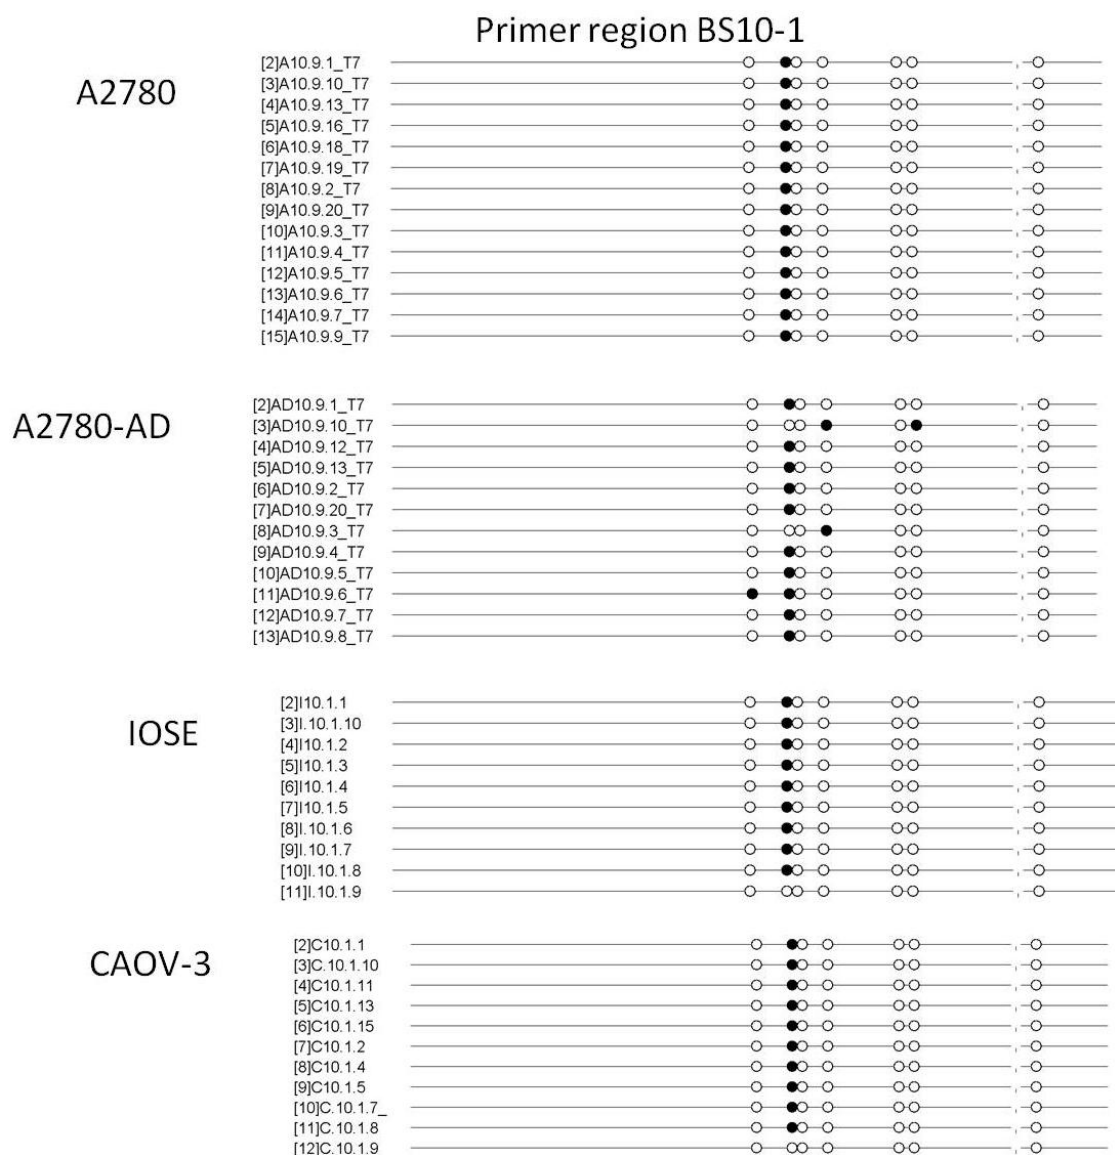 Primer region BS10-1
A2780
[2]A10.9.1_T7
[3]A10.9.10_T7
[4]A10.9.13_T7
[5]A10.9.16_T7
[6]A10.9.18_T7
[7]A10.9.19_T7
[8]A10.9.2_T7
[9]A10.9.20_T7
[10]A10.9.3_T7
[11]A10.9.4_T7
[12]A10.9.5_T7
[13]A10.9.6_T7
[14]A10.9.7_T7
[15]A10.9.9_T7
A2780-AD
[2]AD10.9.1_T7
[3]AD10.9.10_T7
[4]AD10.9.12_T7
[5]AD10.9.13_T7
[6]AD10.9.2_T7
[7]AD10.9.20_T7
[8]AD10.9.3_T7
[9]AD10.9.4_T7
[10]AD10.9.5_T7
[11]AD10.9.6_T7
[12]AD10.9.7_T7
[13]AD10.9.8_T7
IOSE
[2]I10.1.1
[3]I.10.1.10
[4]I10.1.2
[5]I10.1.3
[6]I10.1.4
[7]I10.1.5
[8]I.10.1.6
[9]I.10.1.7
[10]I.10.1.8
[11]I.10.1.9
CAOV-3
[2]C10.1.1
[3]C.10.1.10
[4]C10.1.11
[5]C10.1.13
[6]C10.1.15
[7]C10.1.2
[8]C10.1.4
[9]C10.1.5
[10]C.10.1.7_
[11]C.10.1.8
[12]C.10.1.9